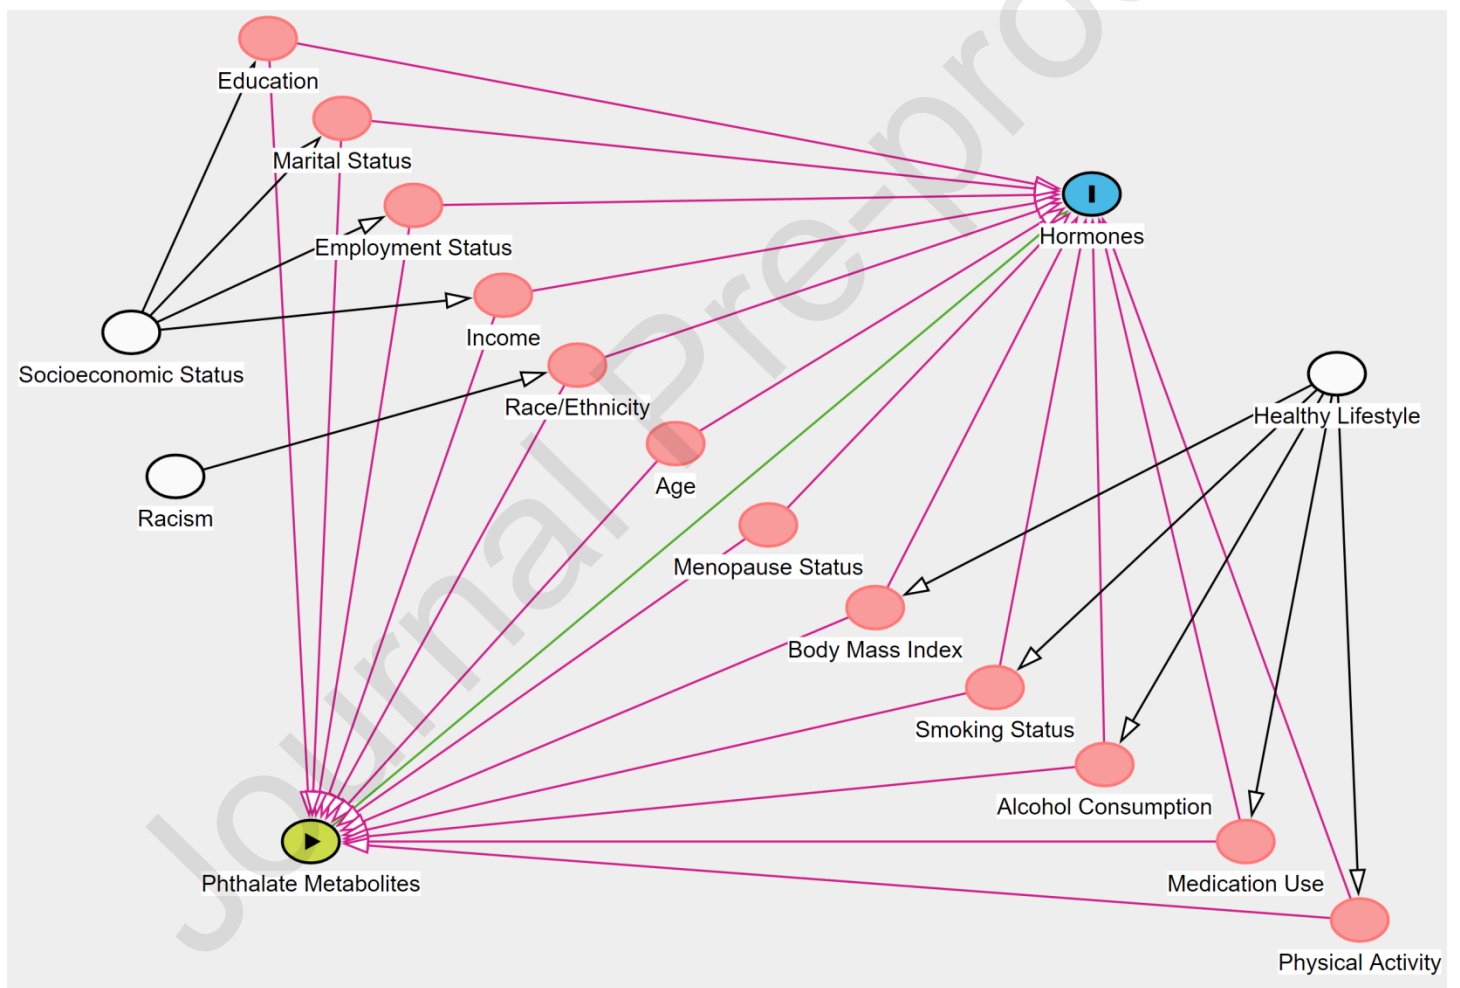 Education
Marital Status
Employment Status
Hormones
Income
Socioeconomic Status
Race/Ethnicity
Healthy Lifestyle
Age
Racism
Menopause Status
Body Mass Index
Smoking Status
Alcohol Consumption
Phthalate Metabolites
Medication Use
Physical Activity
Journal Pre-proo